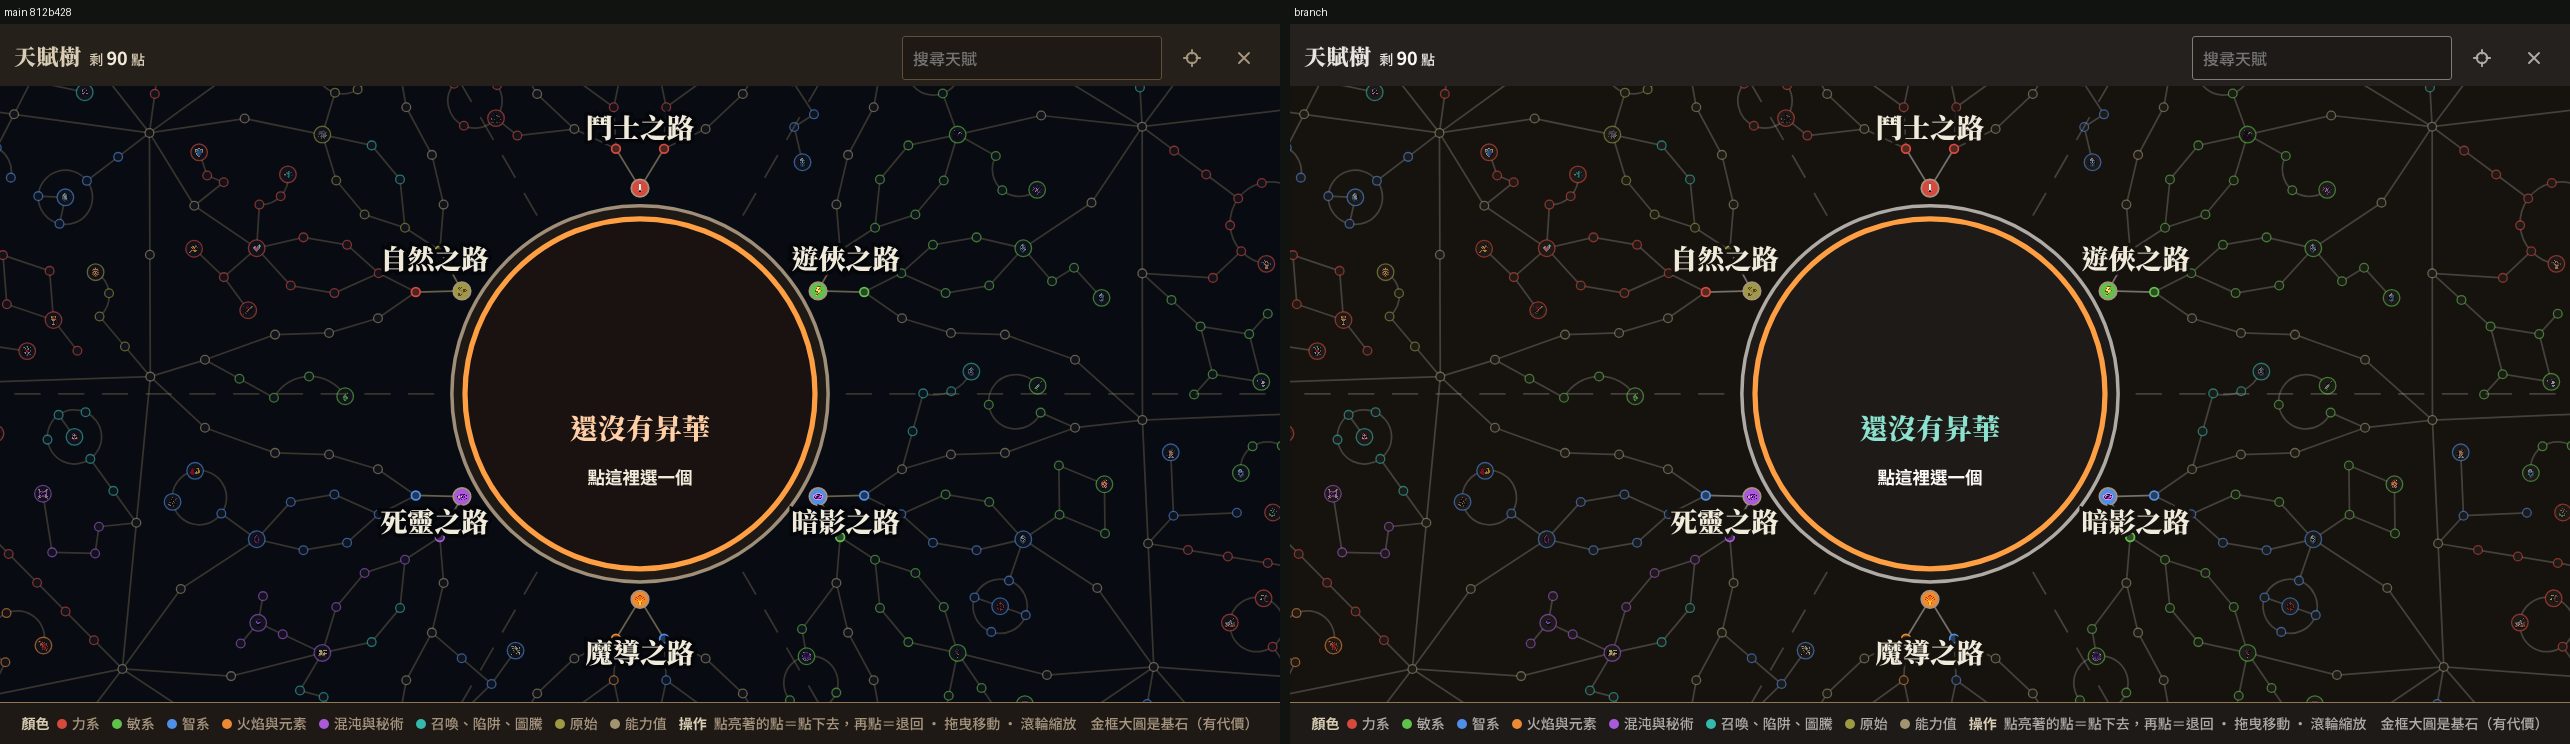 main 812b428
天賦樹 剩 90 點
搜尋天賦
鬥士之路
自然之路
遊俠之路
還沒有昇華
點這裡選一個
死靈之路
暗影之路
魔導之路
顏色 力系 敏系 智系 火焰與元素 混沌與秘術 召喚、陷阱、圖騰 原始 能力值 操作 點亮著的點＝點下去，再點＝退回 · 拖曳移動 · 滾輪縮放 金框大圓是基石（有代價）
branch
天賦樹 剩 90 點
搜尋天賦
鬥士之路
自然之路
遊俠之路
還沒有昇華
點這裡選一個
死靈之路
暗影之路
魔導之路
顏色 力系 敏系 智系 火焰與元素 混沌與秘術 召喚、陷阱、圖騰 原始 能力值 操作 點亮著的點＝點下去，再點＝退回 · 拖曳移動 · 滾輪縮放 金框大圓是基石（有代價）